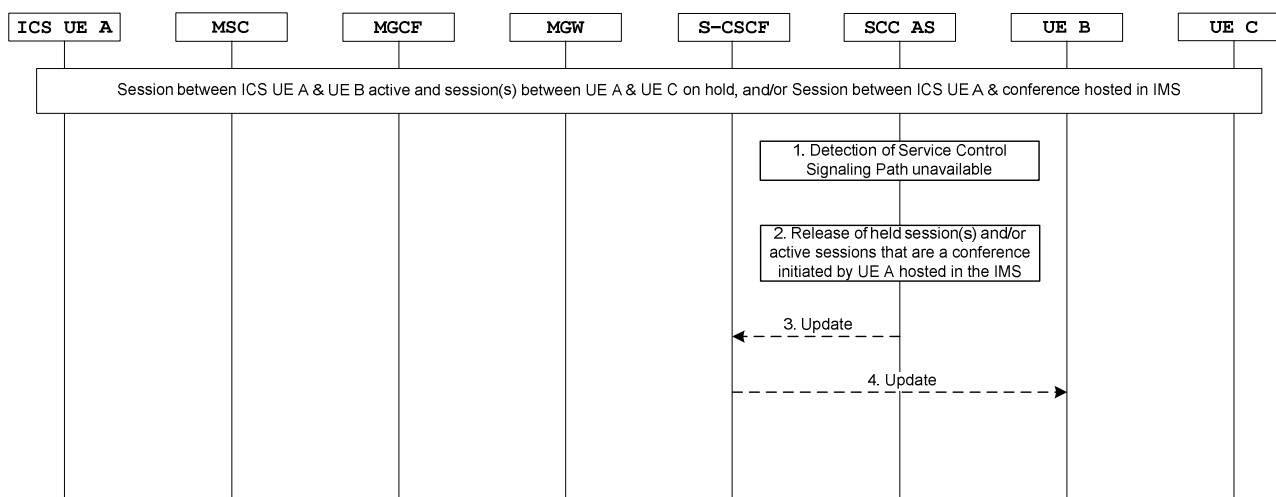 ICS UE A
MSC
MGCF
MGW
S-CSCF
SCC AS
UE B
UE C
Session between ICS UE A & UE B active and session(s) between UE A & UE C on hold, and/or Session between ICS UE A & conference hosted in IMS
1. Detection of Service Control
Signaling Path unavailable
2. Release of held session(s) and/or
active sessions that are a conference
initiated by UE A hosted in the IMS
3. Update
4. Update